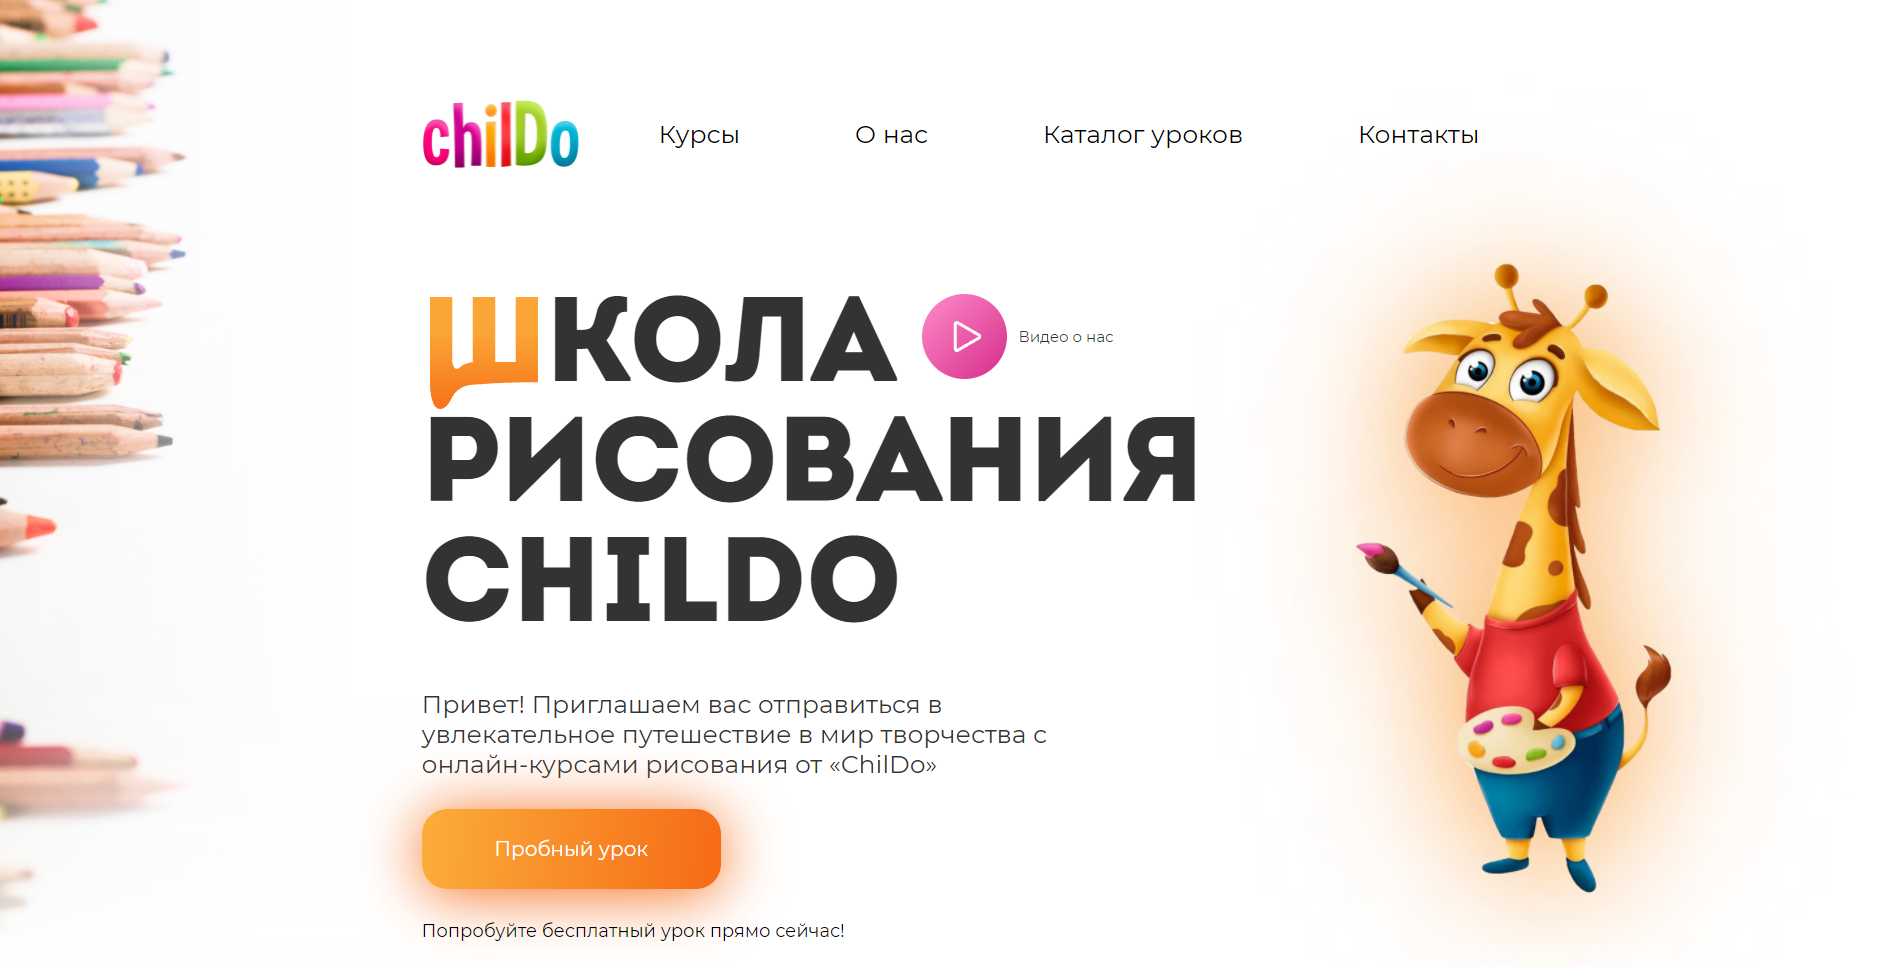 chilDo
Курсы
О нас
Каталог уроков
Контакты
ШКОЛА
Видео о нас
РИСОВАНИЯ
CHILDO
Привет! Приглашаем вас отправиться в
увлекательное путешествие в мир творчества с
онлайн-курсами рисования от «ChilDo»
Пробный урок
Попробуйте бесплатный урок прямо сейчас!